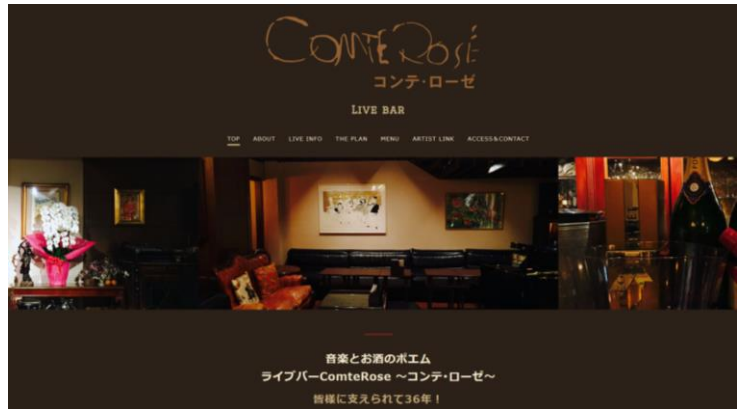 COMTE ROSÉ
コンテ・ローゼ
LIVE BAR
TOP ABOUT LIVE INFO THE PLAN MENU ARTIST LINK ACCESS&CONTACT
音楽とお酒のポエム
ライブバーComteRose ～コンテ・ローゼ～
皆様に支えられて36年！